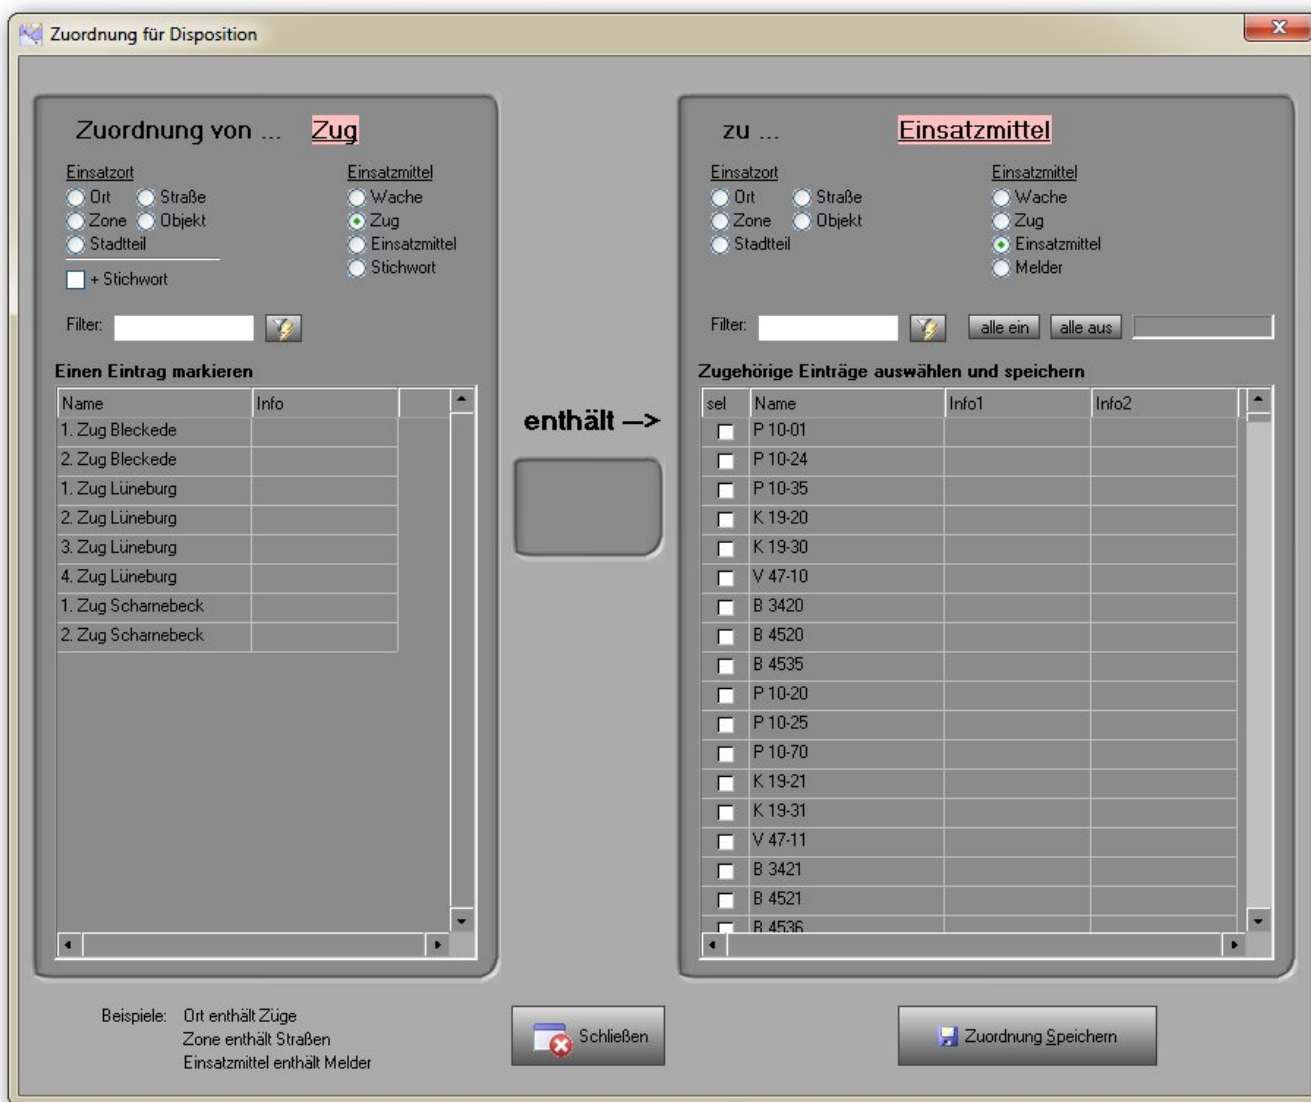 Zuordnung für Disposition
Zuordnung von ... Zug
Einsatzort Einsatzmittel
Ort Straße Wache
Zone Objekt Zug
Stadtteil Einsatzmittel
+ Stichwort Stichwort
Filter:
Einen Eintrag markieren
Name Info
1. Zug Bleckede
2. Zug Bleckede
1. Zug Lüneburg
2. Zug Lüneburg
3. Zug Lüneburg
4. Zug Lüneburg
1. Zug Scharnebeck
2. Zug Scharnebeck
enthält -->
zu ... Einsatzmittel
Einsatzort Einsatzmittel
Ort Straße Wache
Zone Objekt Zug
Stadtteil Einsatzmittel
Melder
Filter: alle ein alle aus
Zugehörige Einträge auswählen und speichern
sel Name Info1 Info2
P 10-01
P 10-24
P 10-35
K 19-20
K 19-30
V 47-10
B 3420
B 4520
B 4535
P 10-20
P 10-25
P 10-70
K 19-21
K 19-31
V 47-11
B 3421
B 4521
B 4536
Beispiele: Ort enthält Züge
Zone enthält Straßen
Einsatzmittel enthält Melder
Schließen
Zuordnung Speichern